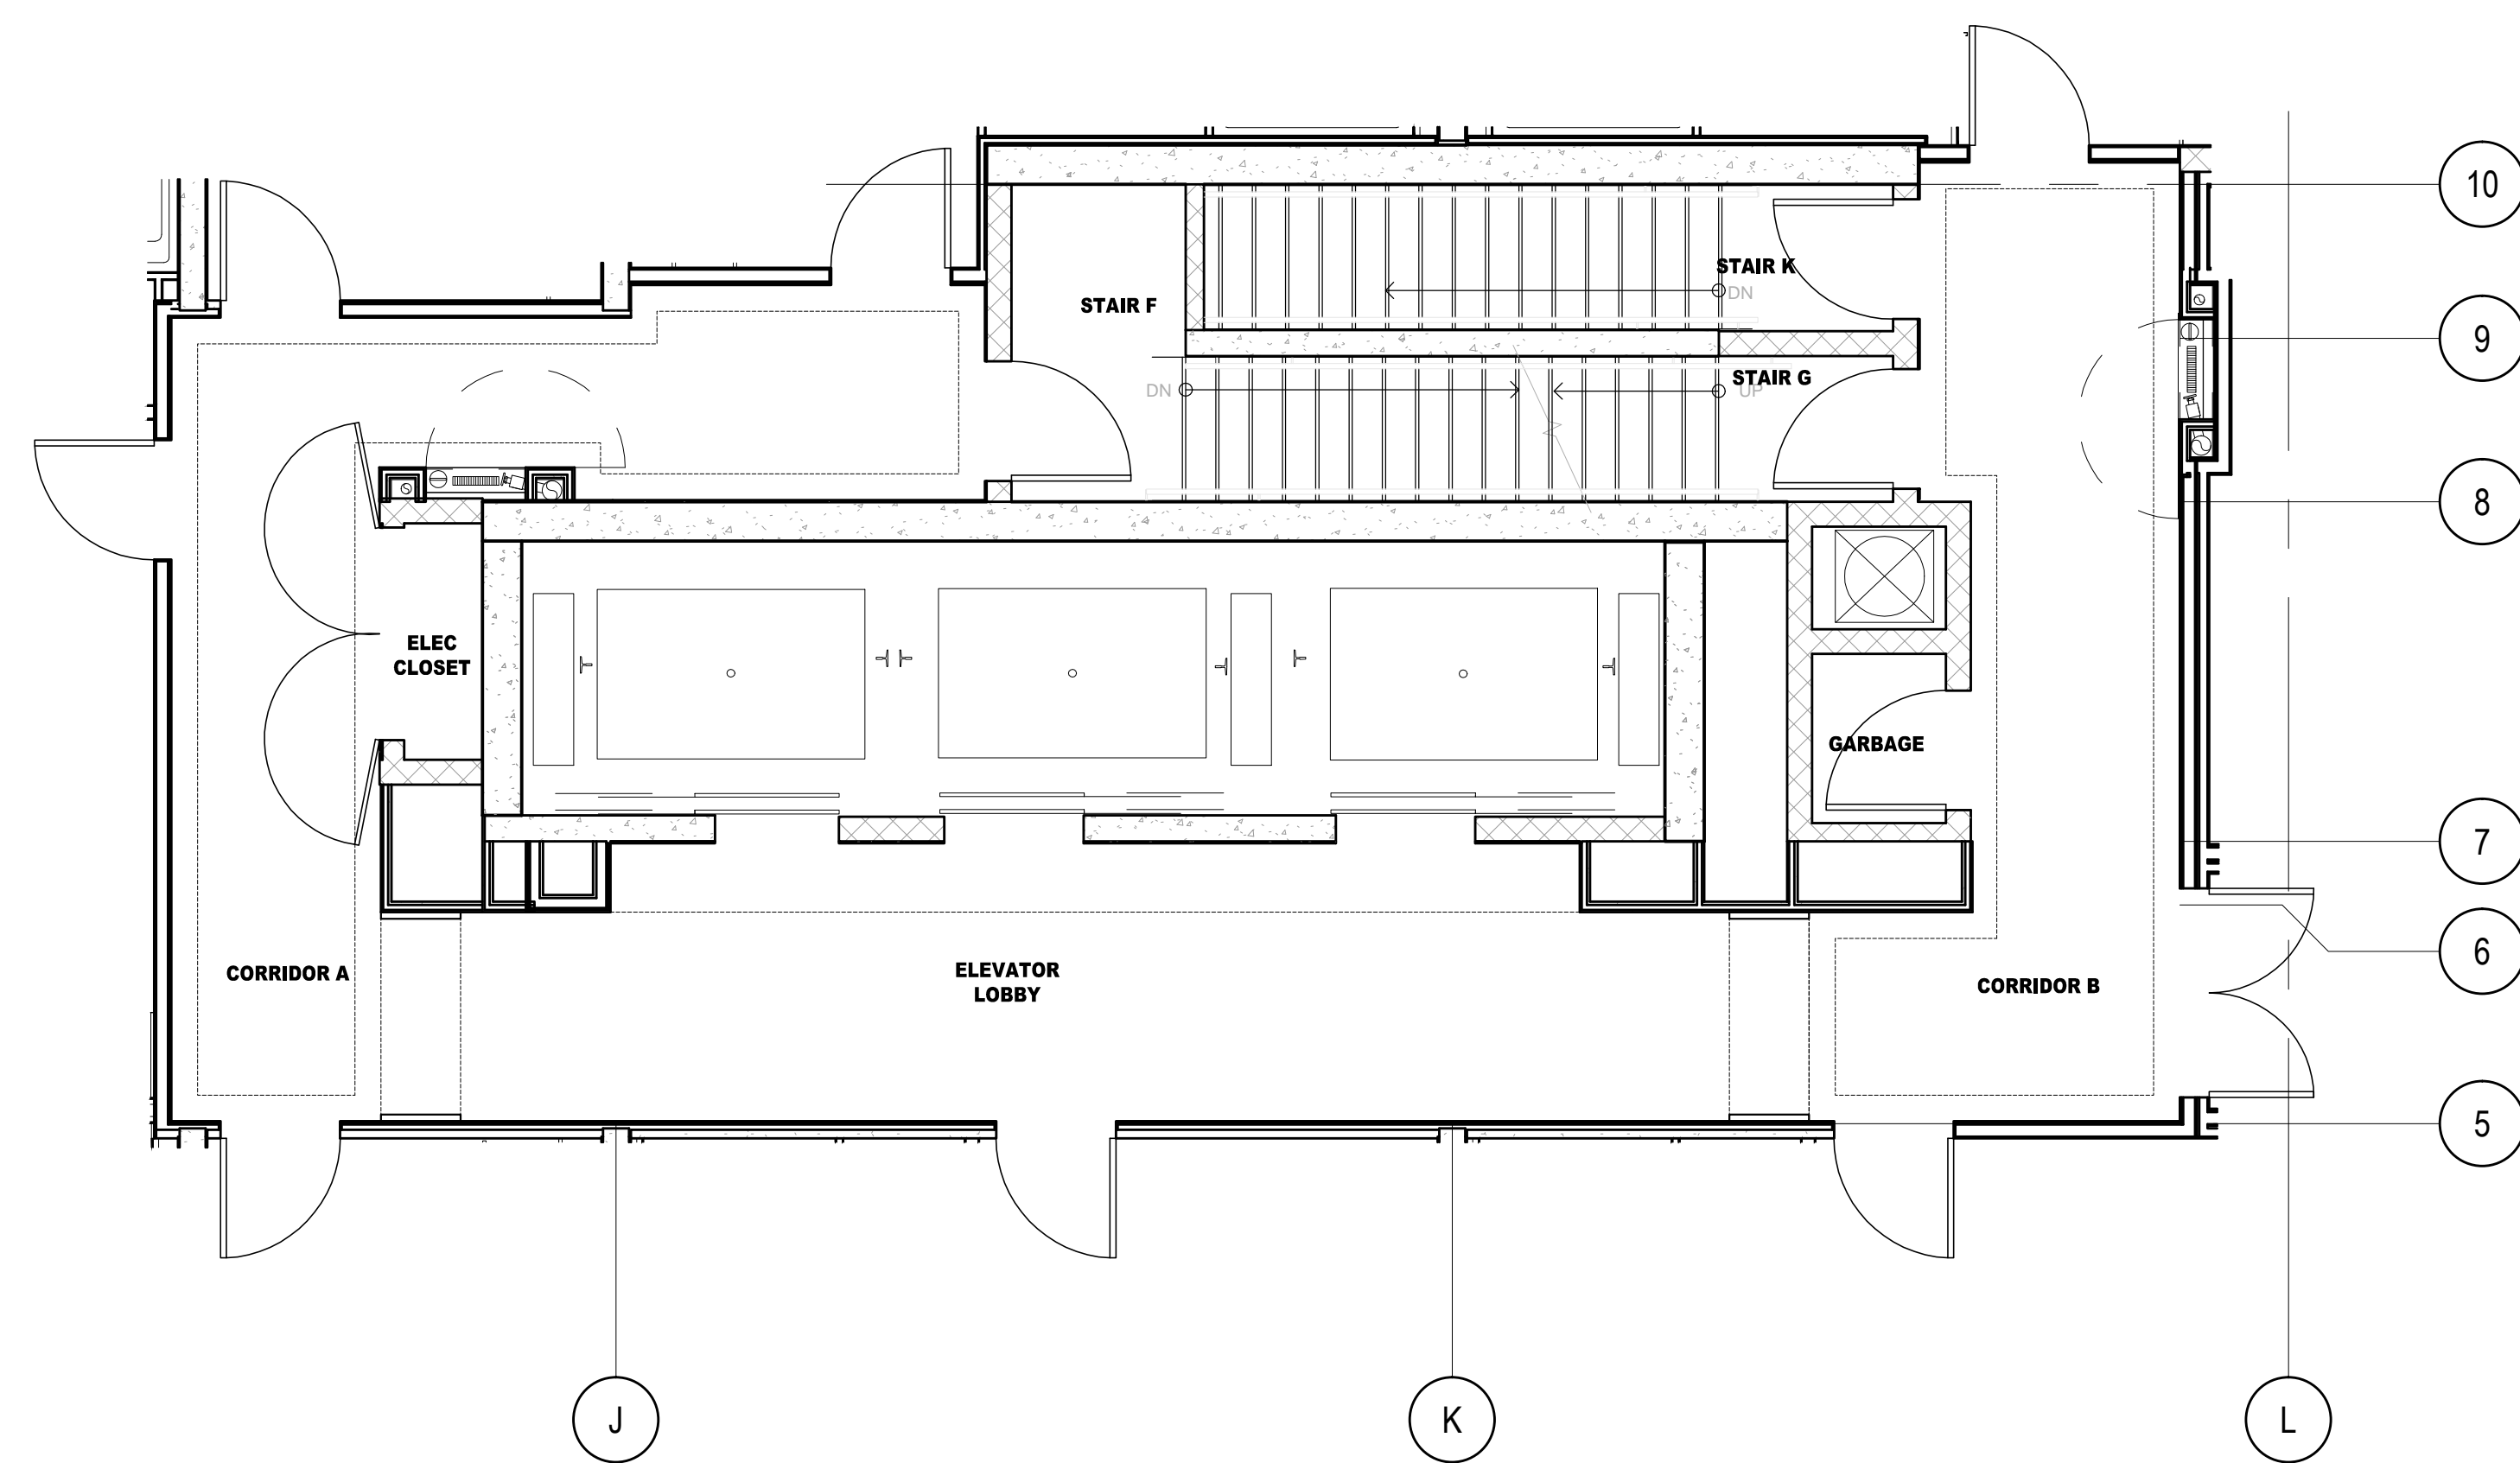 10
STAIR K
DN
STAIR F
9
STAIR G
DN
UP
8
ELEC
CLOSET
GARBAGE
7
6
ELEVATOR
LOBBY
CORRIDOR A
CORRIDOR B
5
J
K
L